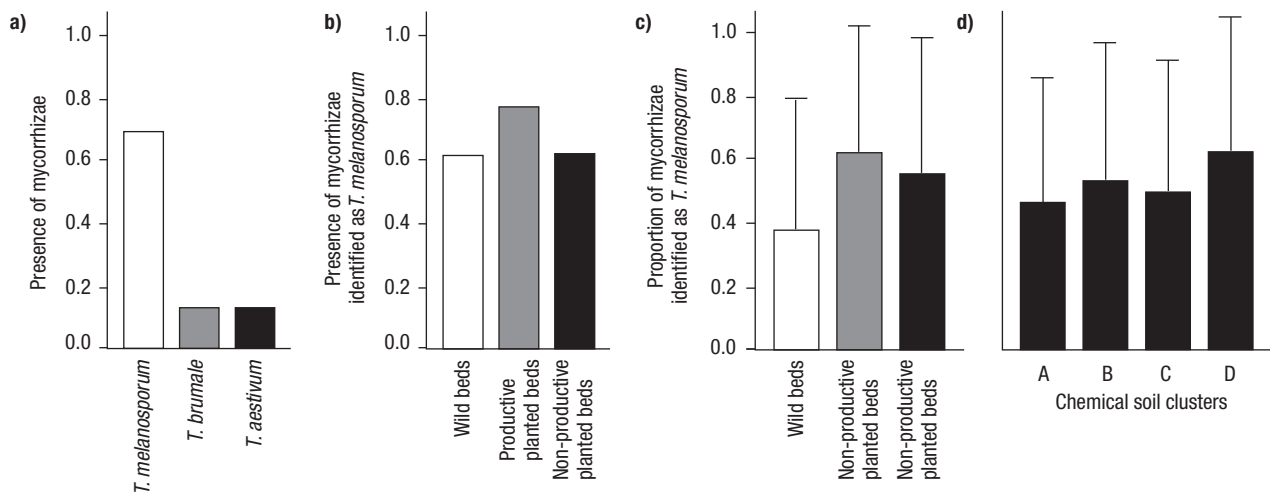 a)
Presence of mycorrhizae
1.0
0.8
0.6
0.4
0.2
0.0
T. melanosporum
T. brumale
T. aestivum
b)
Presence of mycorrhizae
identified as T. melanosporum
1.0
0.8
0.6
0.4
0.2
0.0
Wild beds
Productive
planted beds
Non-productive
planted beds
c)
Proportion of mycorrhizae
identified as T. melanosporum
1.0
0.8
0.6
0.4
0.2
0.0
Wild beds
Non-productive
planted beds
Non-productive
planted beds
d)
A
B
C
D
Chemical soil clusters